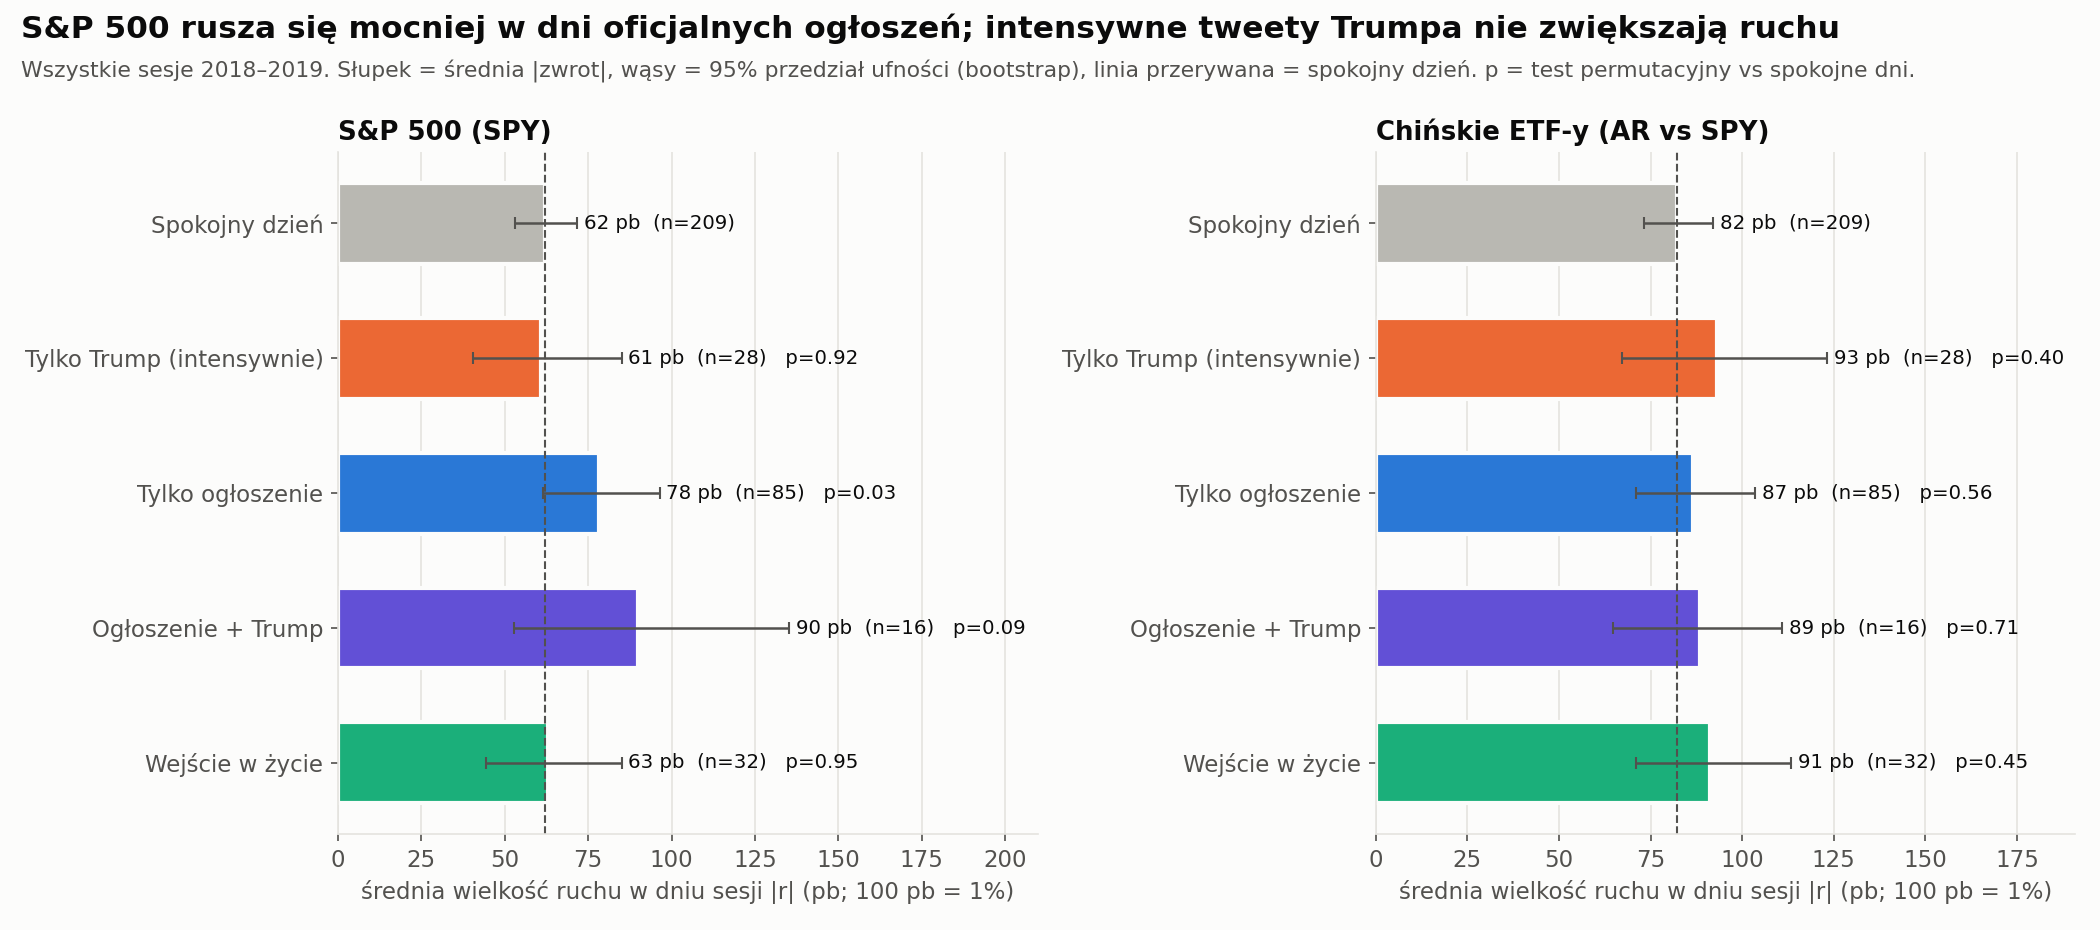 S&P 500 rusza się mocniej w dni oficjalnych ogłoszeń; intensywne tweety Trumpa nie zwiększają ruchu
Wszystkie sesje 2018–2019. Słupek = średnia |zwrot|, wąsy = 95% przedział ufności (bootstrap), linia przerywana = spokojny dzień. p = test permutacyjny vs spokojne dni.
S&P 500 (SPY)
Spokojny dzień
62 pb (n=209)
Tylko Trump (intensywnie)
61 pb (n=28) p=0.92
Tylko ogłoszenie
78 pb (n=85) p=0.03
Ogłoszenie + Trump
90 pb (n=16) p=0.09
Wejście w życie
63 pb (n=32) p=0.95
0 25 50 75 100 125 150 175 200
średnia wielkość ruchu w dniu sesji |r| (pb; 100 pb = 1%)
Chińskie ETF-y (AR vs SPY)
Spokojny dzień
82 pb (n=209)
Tylko Trump (intensywnie)
93 pb (n=28) p=0.40
Tylko ogłoszenie
87 pb (n=85) p=0.56
Ogłoszenie + Trump
89 pb (n=16) p=0.71
Wejście w życie
91 pb (n=32) p=0.45
0 25 50 75 100 125 150 175
średnia wielkość ruchu w dniu sesji |r| (pb; 100 pb = 1%)